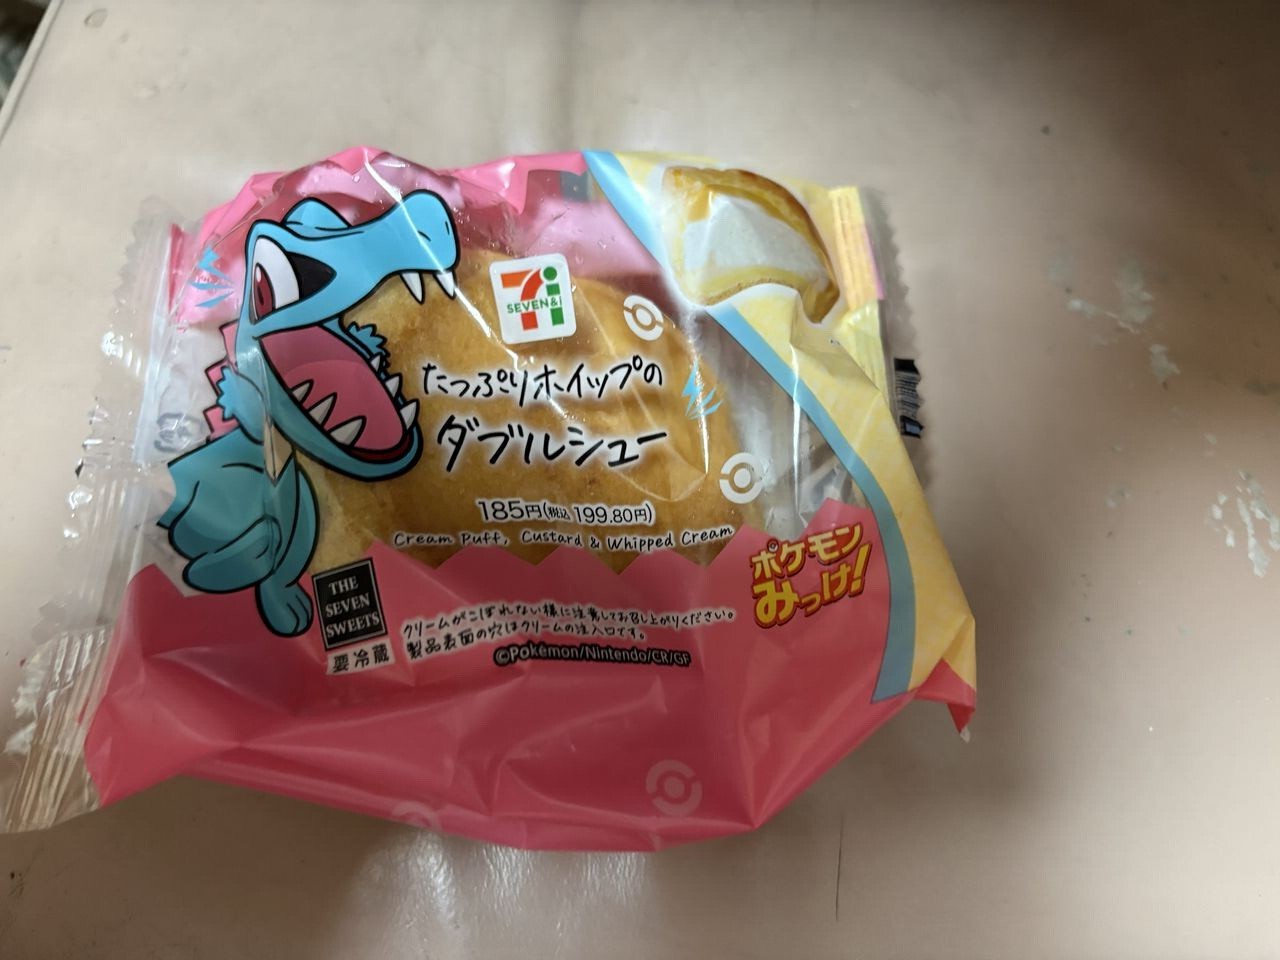 SEVEN&i
たっぷりホイップの
ダブルシュー
185円(税込 199.80円)
Cream Puff, Custard & Whipped Cream
ポケモン
みっけ!
THE
SEVEN
SWEETS
要冷蔵
クリームがこぼれない様に注意してお召し上がりください。
製品表面の穴はクリームの注入口です。
©Pokémon/Nintendo/CR/GF